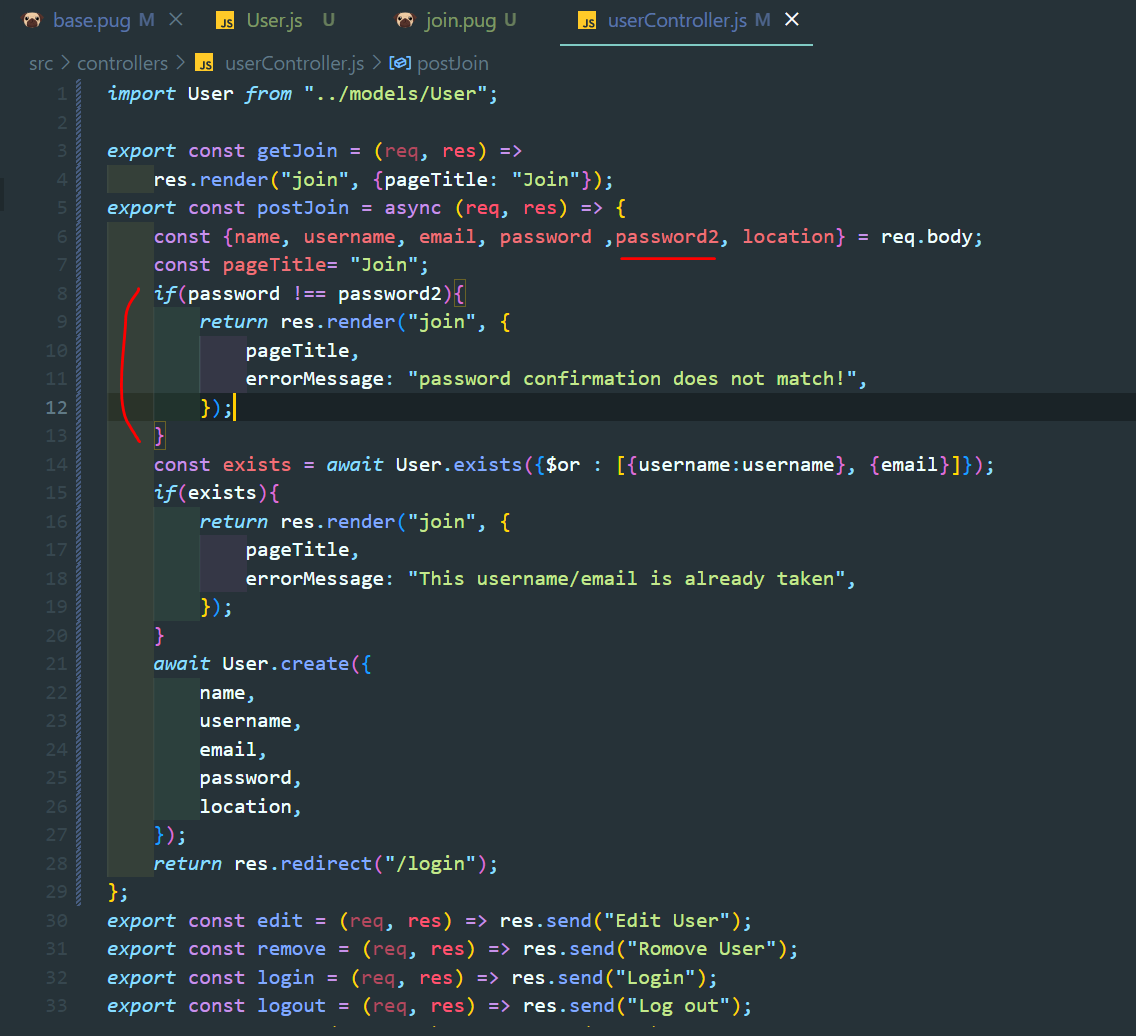 base.pug M
JS User.js U
join.pug U
JS userController.js M
src > controllers > JS userController.js > postJoin
1 import User from "../models/User";
2
3 export const getJoin = (req, res) =>
4 res.render("join", {pageTitle: "Join"});
5 export const postJoin = async (req, res) => {
6 const {name, username, email, password ,password2, location} = req.body;
7 const pageTitle= "Join";
8 if(password !== password2){
9 return res.render("join", {
10 pageTitle,
11 errorMessage: "password confirmation does not match!",
12 });
13 }
14 const exists = await User.exists({$or : [{username:username}, {email}]});
15 if(exists){
16 return res.render("join", {
17 pageTitle,
18 errorMessage: "This username/email is already taken",
19 });
20 }
21 await User.create({
22 name,
23 username,
24 email,
25 password,
26 location,
27 });
28 return res.redirect("/login");
29 };
30 export const edit = (req, res) => res.send("Edit User");
31 export const remove = (req, res) => res.send("Romove User");
32 export const login = (req, res) => res.send("Login");
33 export const logout = (req, res) => res.send("Log out");